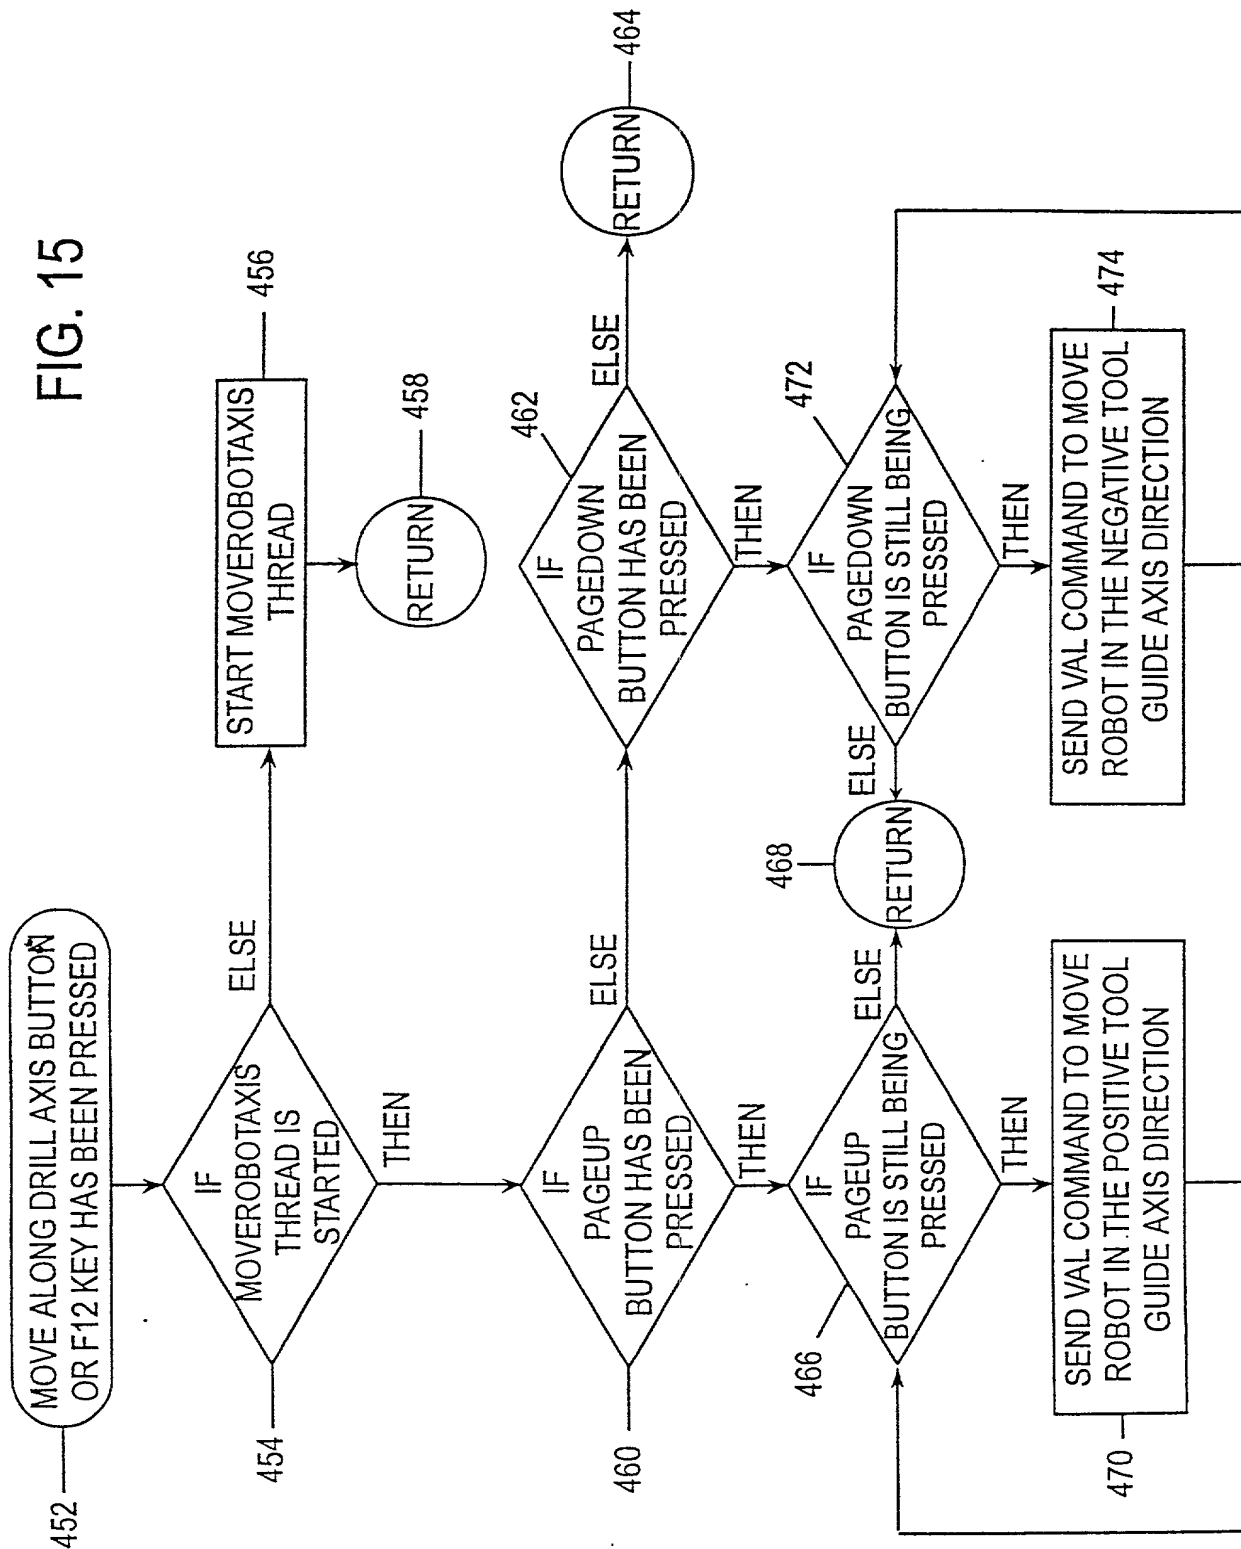 FIG. 15
MOVE ALONG DRILL AXIS BUTTON
OR F12 KEY HAS BEEN PRESSED
452
IF
MOVEROBOTAXIS
THREAD IS
STARTED
454
ELSE
THEN
START MOVEROBOTAXIS
THREAD
456
RETURN
458
IF
PAGEUP
BUTTON HAS BEEN
PRESSED
460
ELSE
THEN
IF
PAGEDOWN
BUTTON HAS BEEN
PRESSED
462
ELSE
THEN
RETURN
464
IF
PAGEUP
BUTTON IS STILL BEING
PRESSED
466
ELSE
THEN
RETURN
468
IF
PAGEDOWN
BUTTON IS STILL BEING
PRESSED
472
ELSE
THEN
SEND VAL COMMAND TO MOVE
ROBOT IN THE POSITIVE TOOL
GUIDE AXIS DIRECTION
470
SEND VAL COMMAND TO MOVE
ROBOT IN THE NEGATIVE TOOL
GUIDE AXIS DIRECTION
474